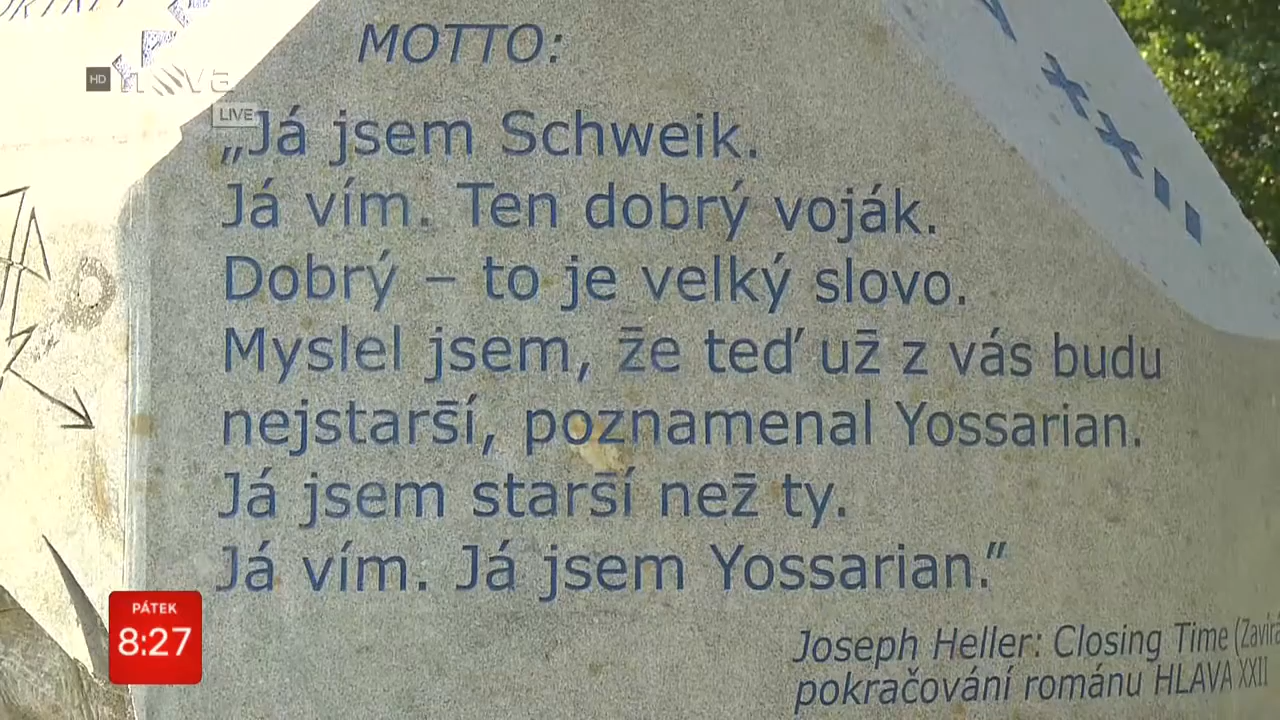 MOTTO:
HD nova
LIVE
„Já jsem Schweik.
Já vím. Ten dobrý voják.
Dobrý – to je velký slovo.
Myslel jsem, že teď už z vás budu
nejstarší, poznamenal Yossarian.
Já jsem starší než ty.
Já vím. Já jsem Yossarian.”
PÁTEK
8:27
Joseph Heller: Closing Time
pokračování románu HLAVA XXII